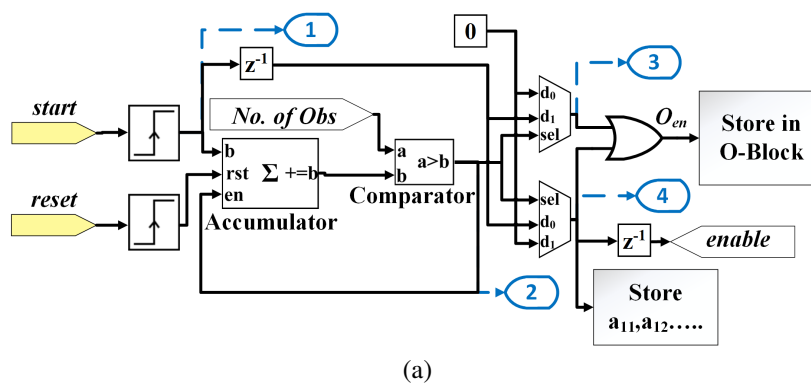 1
0
z⁻¹
3
start
No. of Obs
d₀
d₁
sel
Oₑₙ
Store in
O-Block
b
rst
en
Σ +=b
Accumulator
a
b
a>b
Comparator
reset
sel
d₀
d₁
4
z⁻¹
enable
2
Store
a₁₁,a₁₂.....
(a)